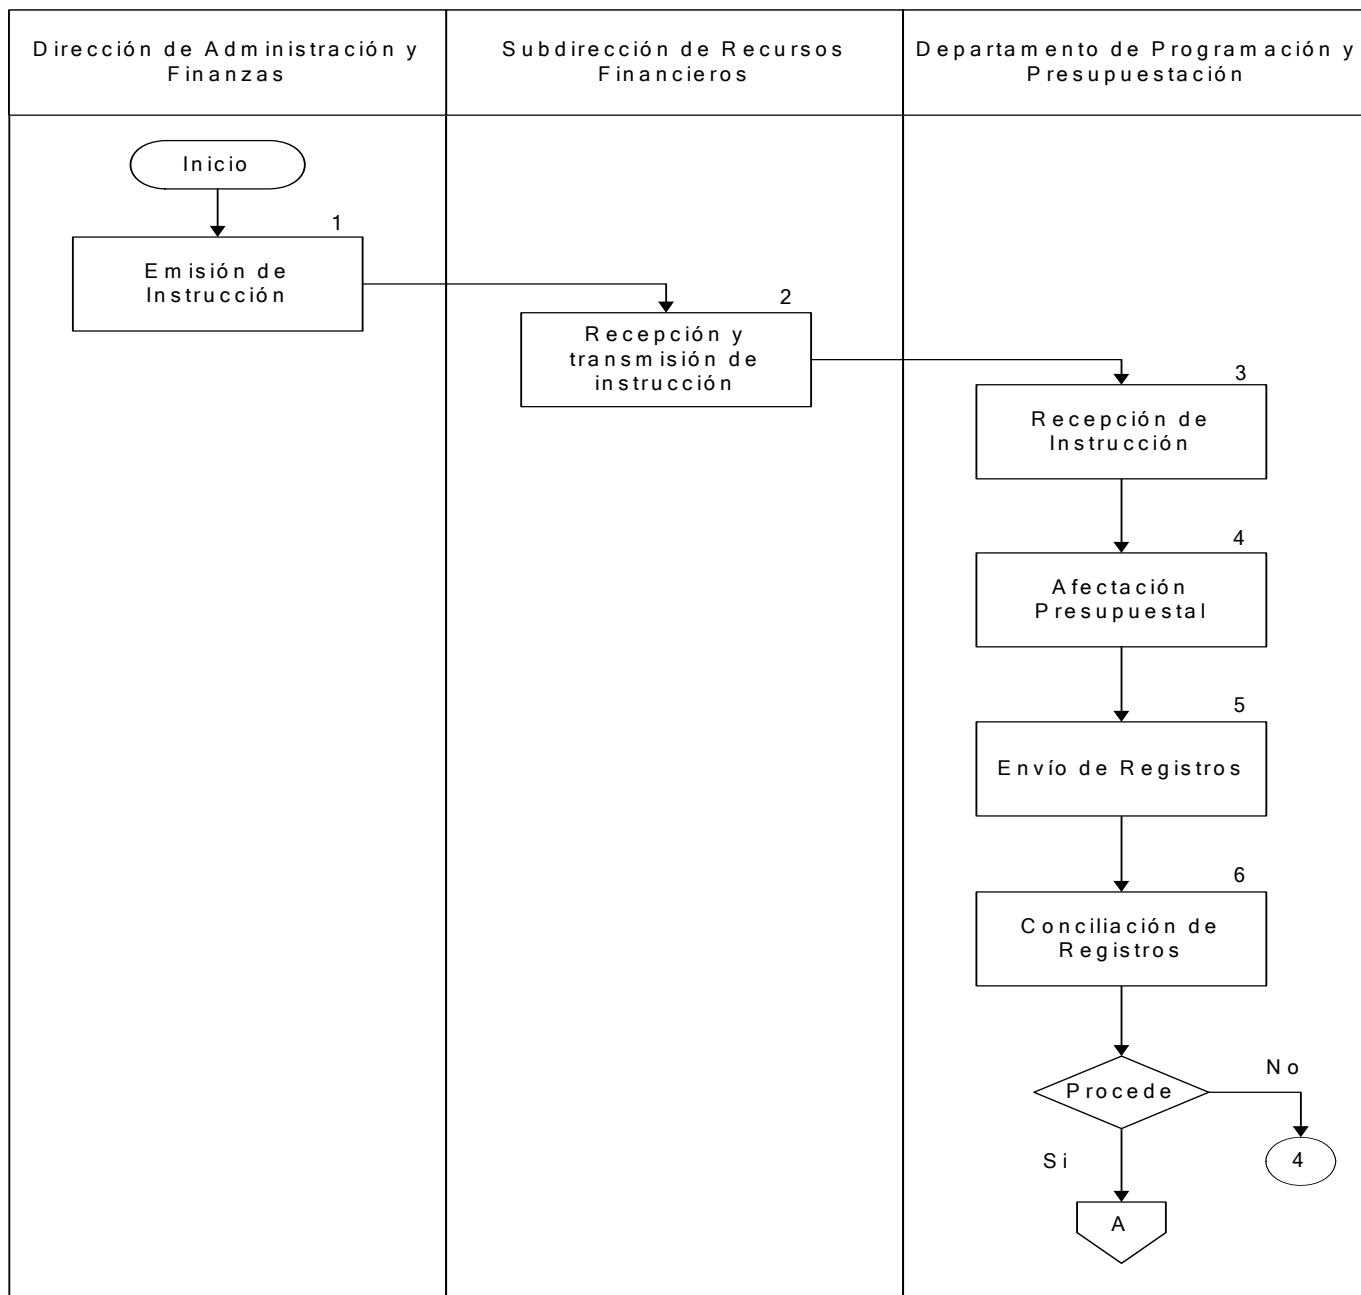 Dirección de Administración y
Finanzas
Subdirección de Recursos
Financieros
Departamento de Programación y
Presupuestación
Inicio
1
Emisión de
Instrucción
2
Recepción y
transmisión de
instrucción
3
Recepción de
Instrucción
4
Afectación
Presupuestal
5
Envío de Registros
6
Conciliación de
Registros
Procede
No
4
Si
A